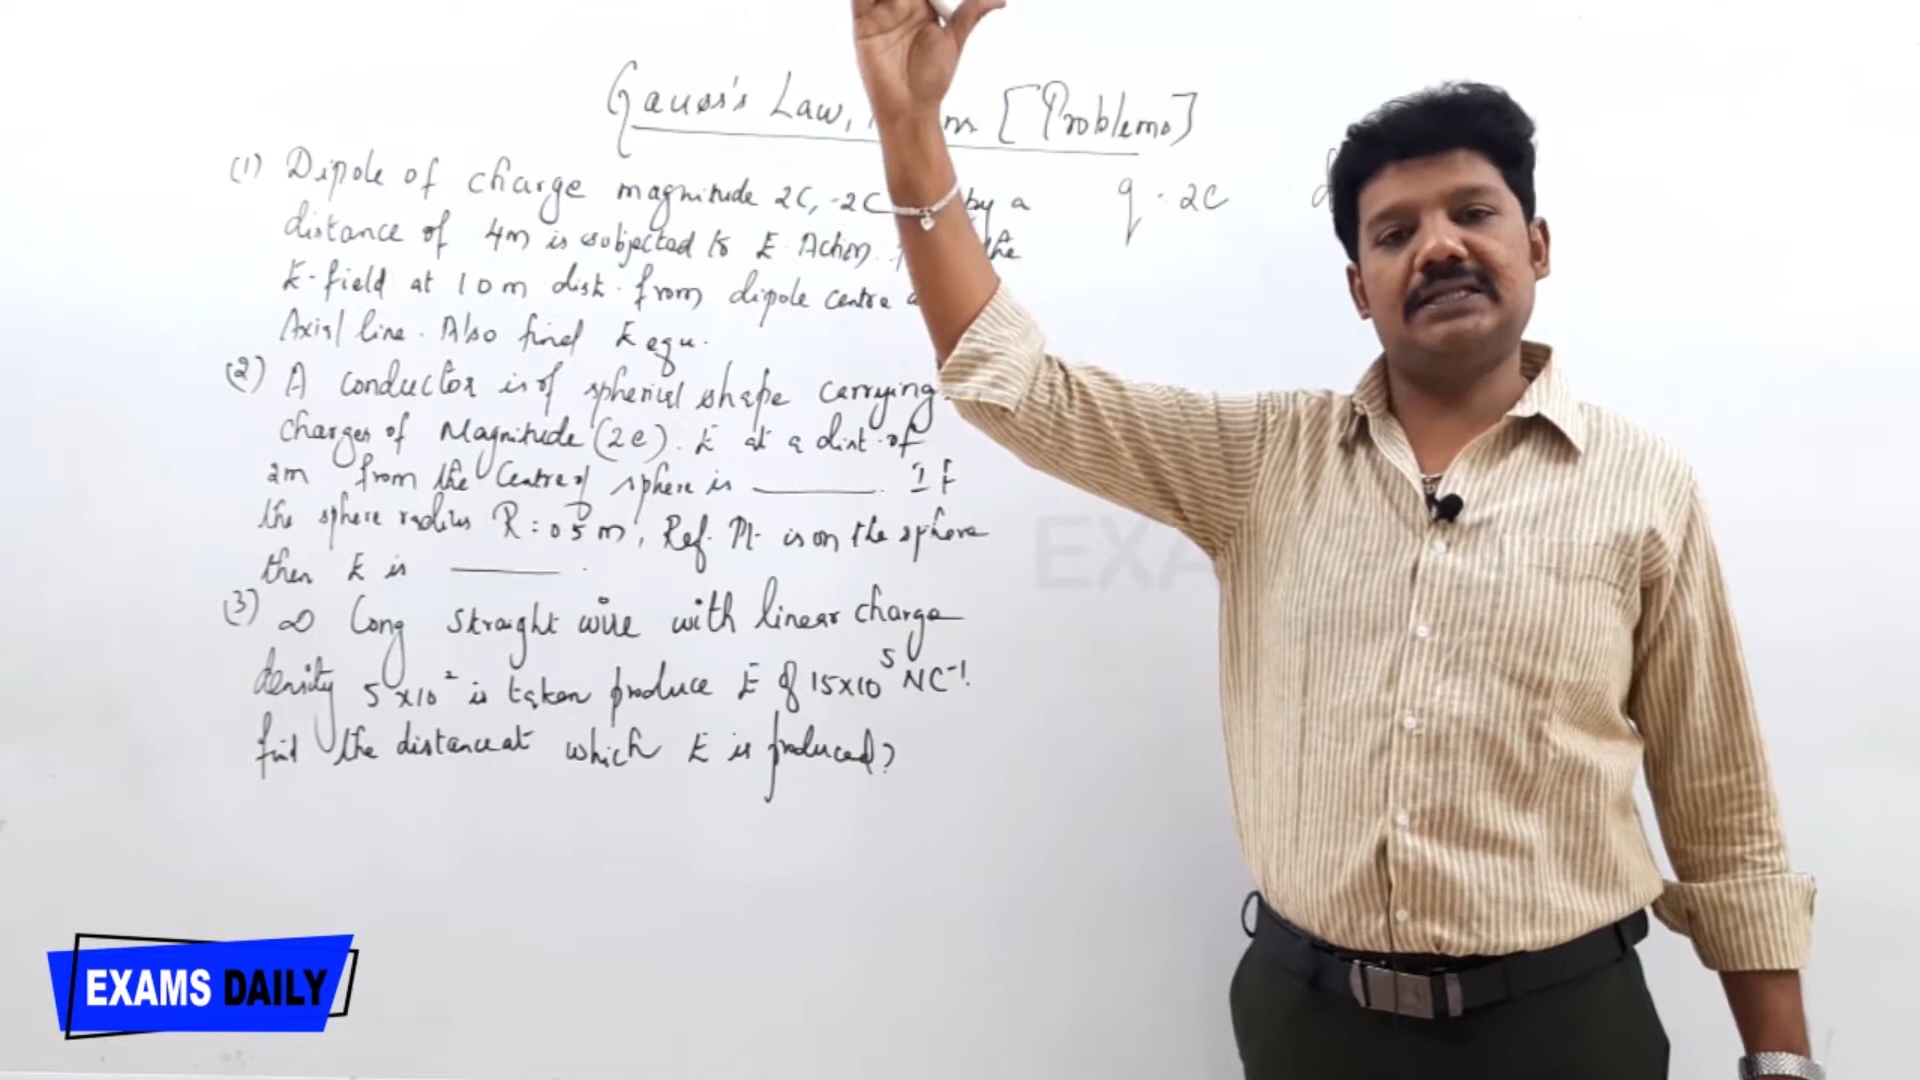 Gauss's Law, [Problems]
(1) Dipole of charge magnitude 2C, -2C by a
distance of 4m is subjected to E. Action. the
E-field at 10m dist. from dipole centre
Axial line. Also find E equ.
(2) A conductor is of spherical shape carrying
charges of Magnitude (2e). E at a dist. of
2m from the Centre of sphere is ______. If
the sphere radius R = 0.5m, Ref. Pt. is on the sphere
then E is ______.
(3) ∞ Long straight wire with linear charge
density 5×10² is taken produce E of 15×10⁵ NC⁻¹.
find the distance at which E is produced?
q = 2C
EXAMS DAILY